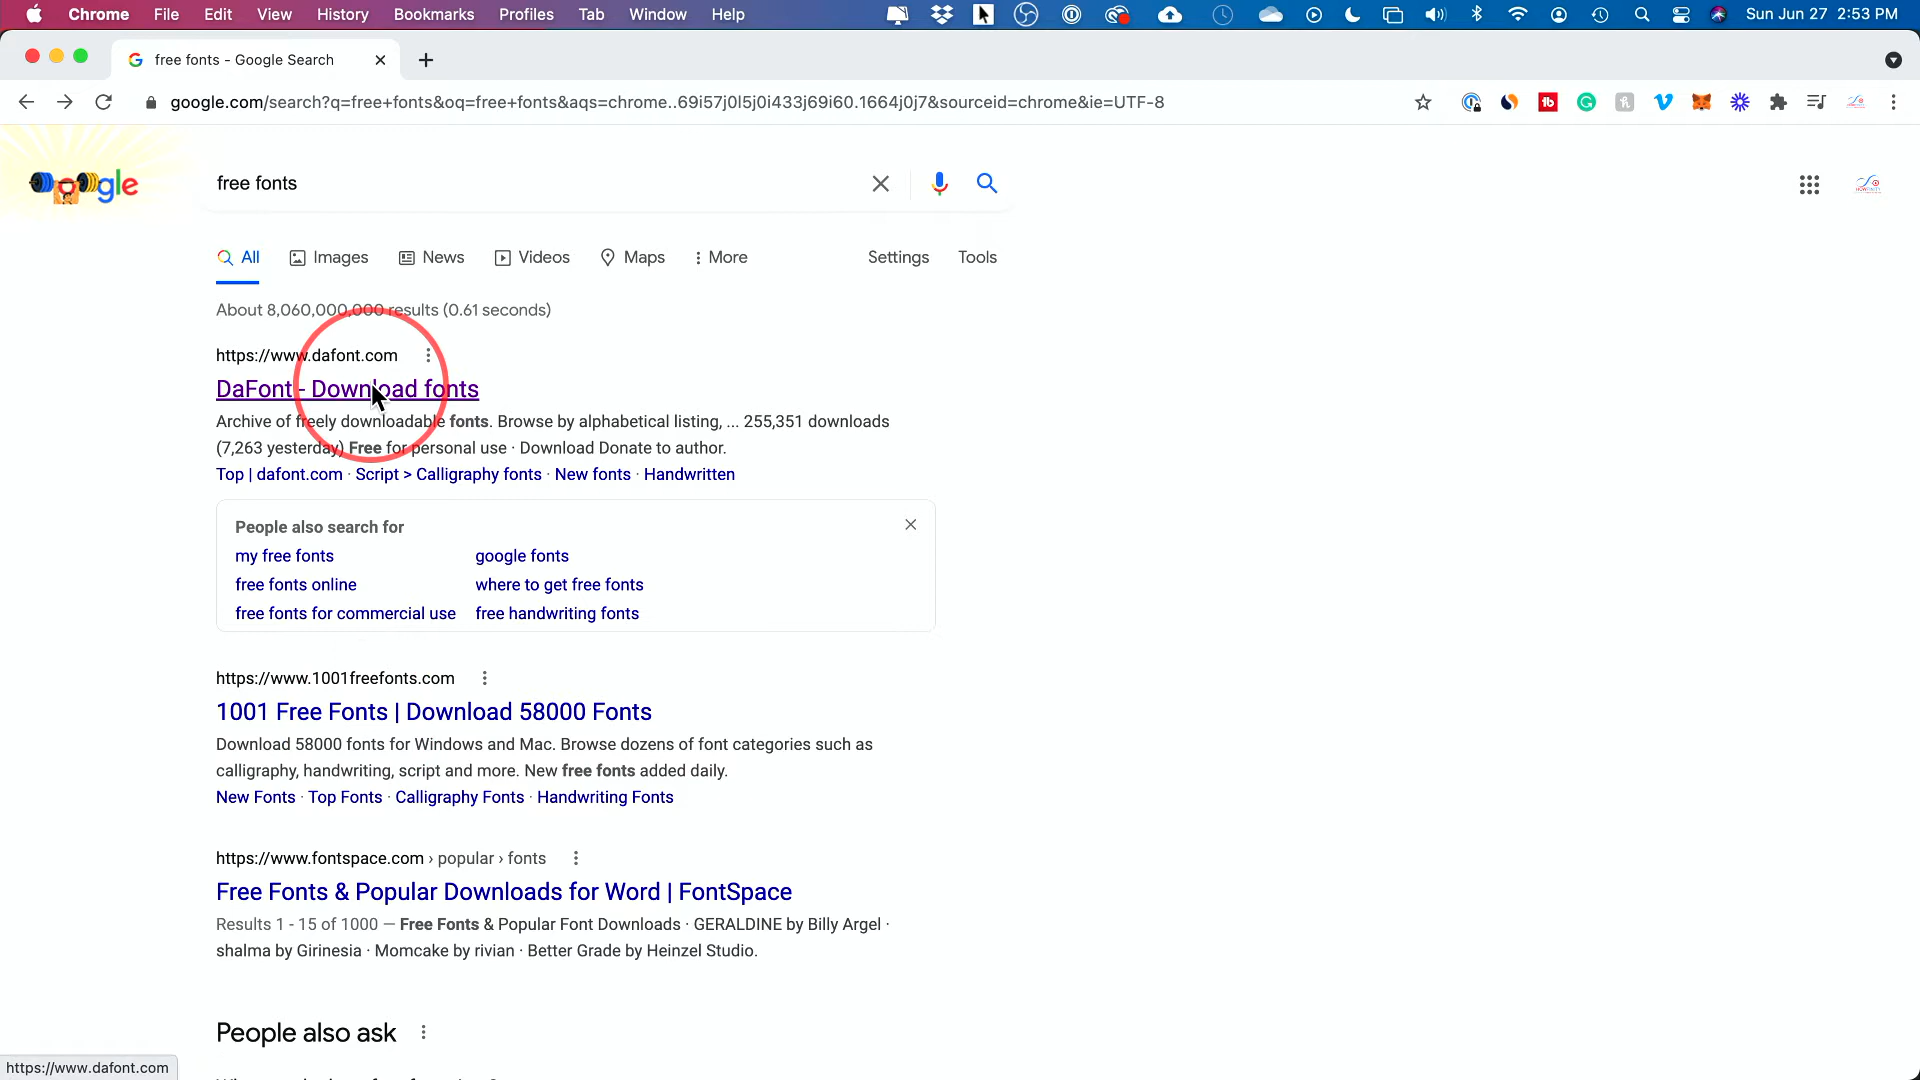 Chrome File Edit View History Bookmarks Profiles Tab Window Help Sun Jun 27 2:53 PM
free fonts - Google Search
google.com/search?q=free+fonts&oq=free+fonts&aqs=chrome..69i57j0l5j0i433j69i60.1664j0j7&sourceid=chrome&ie=UTF-8
free fonts
All Images News Videos Maps More Settings Tools
About 8,060,000,000 results (0.61 seconds)
https://www.dafont.com
DaFont - Download fonts
Archive of freely downloadable fonts. Browse by alphabetical listing, ... 255,351 downloads
(7,263 yesterday) Free for personal use · Download Donate to author.
Top | dafont.com · Script > Calligraphy fonts · New fonts · Handwritten
People also search for
my free fonts google fonts
free fonts online where to get free fonts
free fonts for commercial use free handwriting fonts
https://www.1001freefonts.com
1001 Free Fonts | Download 58000 Fonts
Download 58000 fonts for Windows and Mac. Browse dozens of font categories such as
calligraphy, handwriting, script and more. New free fonts added daily.
New Fonts · Top Fonts · Calligraphy Fonts · Handwriting Fonts
https://www.fontspace.com › popular › fonts
Free Fonts & Popular Downloads for Word | FontSpace
Results 1 - 15 of 1000 — Free Fonts & Popular Font Downloads · GERALDINE by Billy Argel ·
shalma by Girinesia · Momcake by rivian · Better Grade by Heinzel Studio.
People also ask
https://www.dafont.com